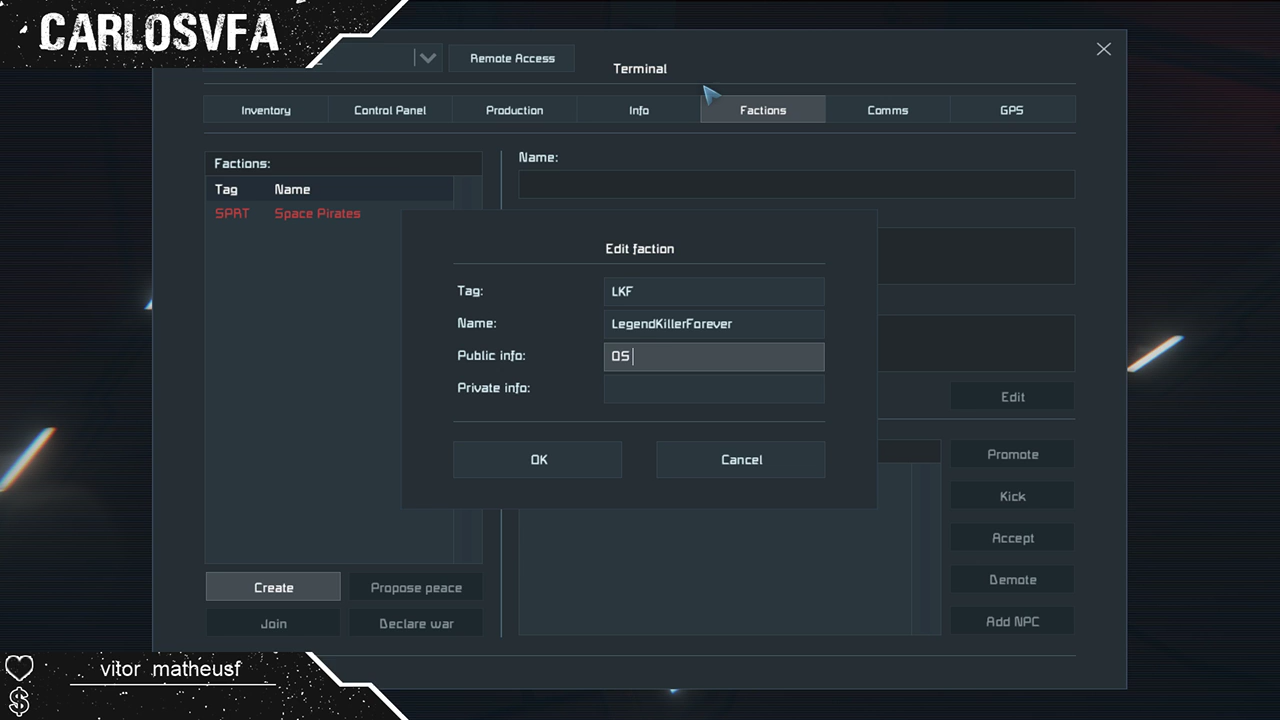 CARLOSVFA
Remote Access
Terminal
Inventory
Control Panel
Production
Info
Factions
Comms
GPS
Factions:
Tag Name
SPRT Space Pirates
Name:
Edit faction
Tag: LKF
Name: LegendKillerForever
Public info: OS
Private info:
OK
Cancel
Edit
Promote
Kick
Accept
Demote
Add NPC
Create
Propose peace
Join
Declare war
vitor matheusf
$